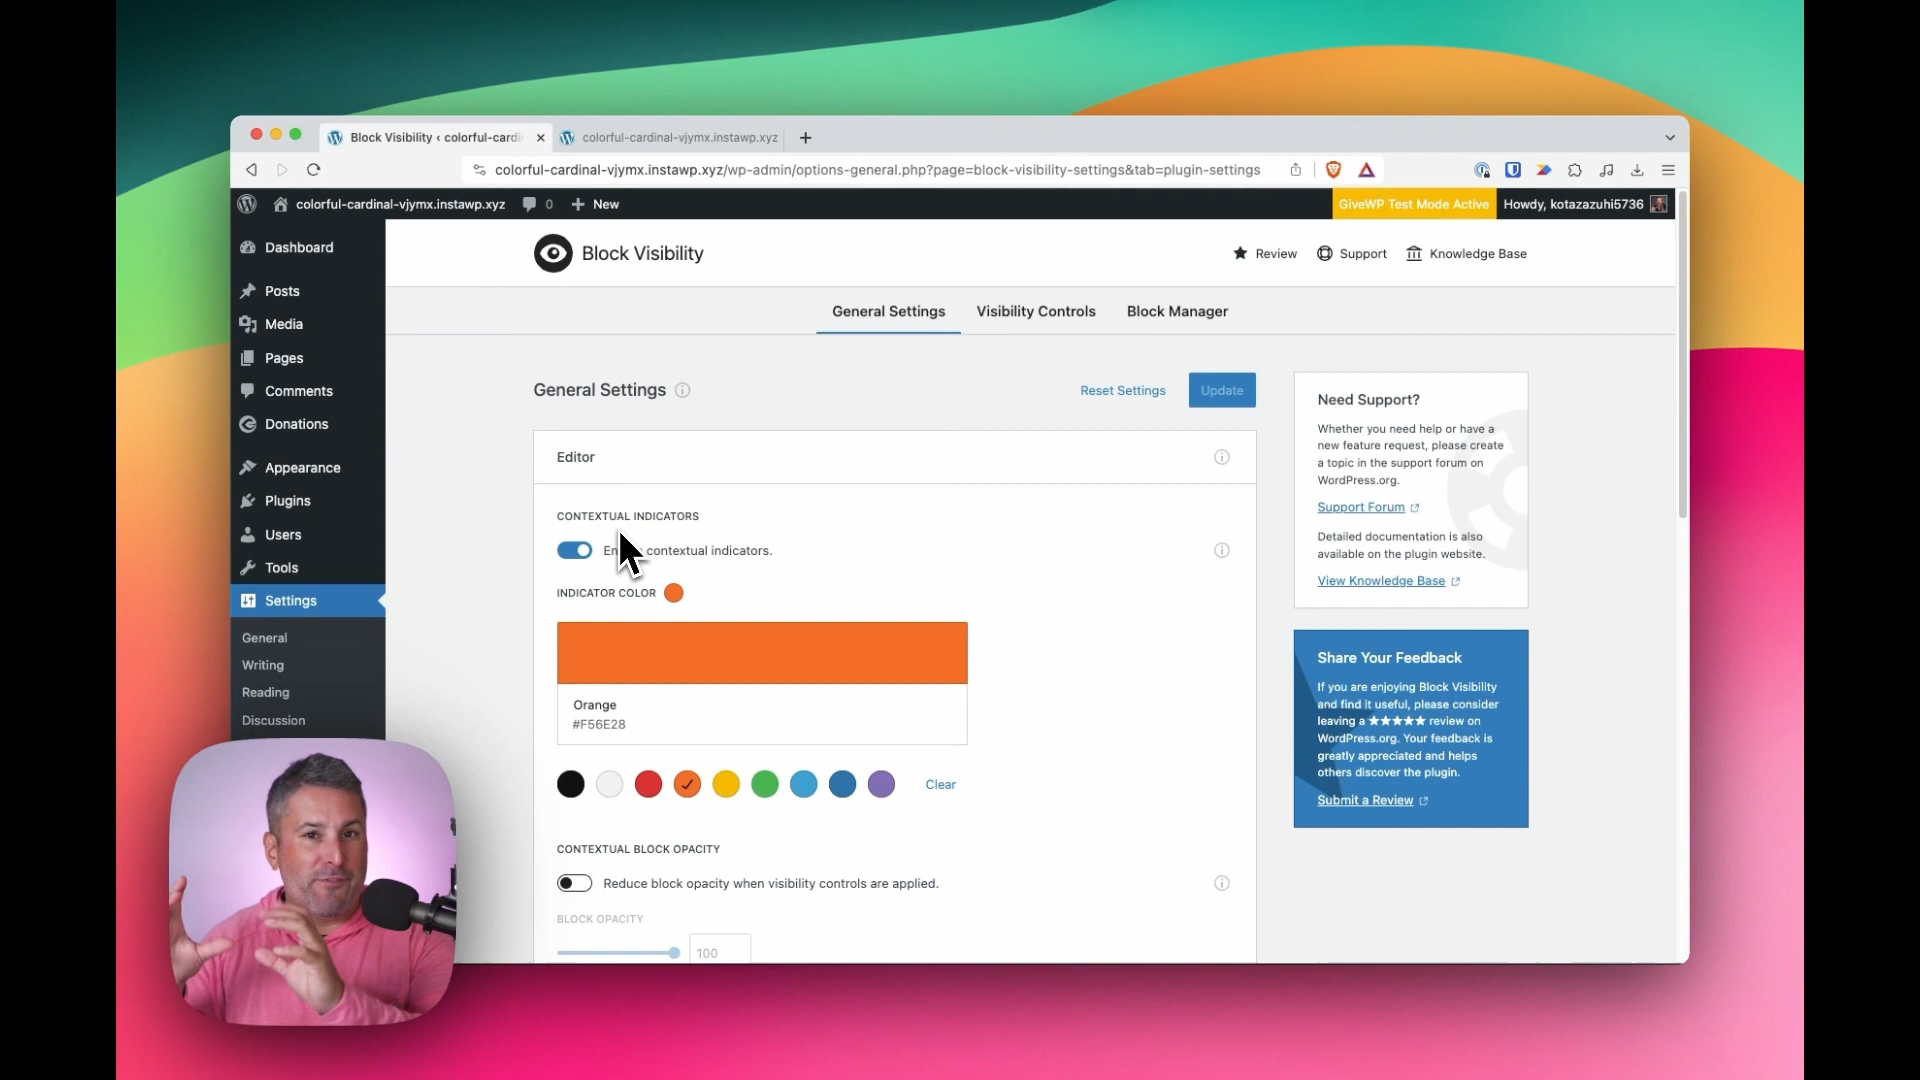 Block Visibility ‹ colorful-cardi
colorful-cardinal-vjymx.instawp.xyz
colorful-cardinal-vjymx.instawp.xyz/wp-admin/options-general.php?page=block-visibility-settings&tab=plugin-settings
colorful-cardinal-vjymx.instawp.xyz 0 New
GiveWP Test Mode Active Howdy, kotazazuhi5736
Dashboard
Posts
Media
Pages
Comments
Donations
Appearance
Plugins
Users
Tools
Settings
General
Writing
Reading
Discussion
Block Visibility
Review Support Knowledge Base
General Settings Visibility Controls Block Manager
General Settings
Reset Settings Update
Editor
CONTEXTUAL INDICATORS
contextual indicators.
INDICATOR COLOR
Orange
#F56E28
Clear
CONTEXTUAL BLOCK OPACITY
Reduce block opacity when visibility controls are applied.
BLOCK OPACITY
100
Need Support?
Whether you need help or have a
new feature request, please create
a topic in the support forum on
WordPress.org.
Support Forum
Detailed documentation is also
available on the plugin website.
View Knowledge Base
Share Your Feedback
If you are enjoying Block Visibility
and find it useful, please consider
leaving a ★★★★★ review on
WordPress.org. Your feedback is
greatly appreciated and helps
others discover the plugin.
Submit a Review